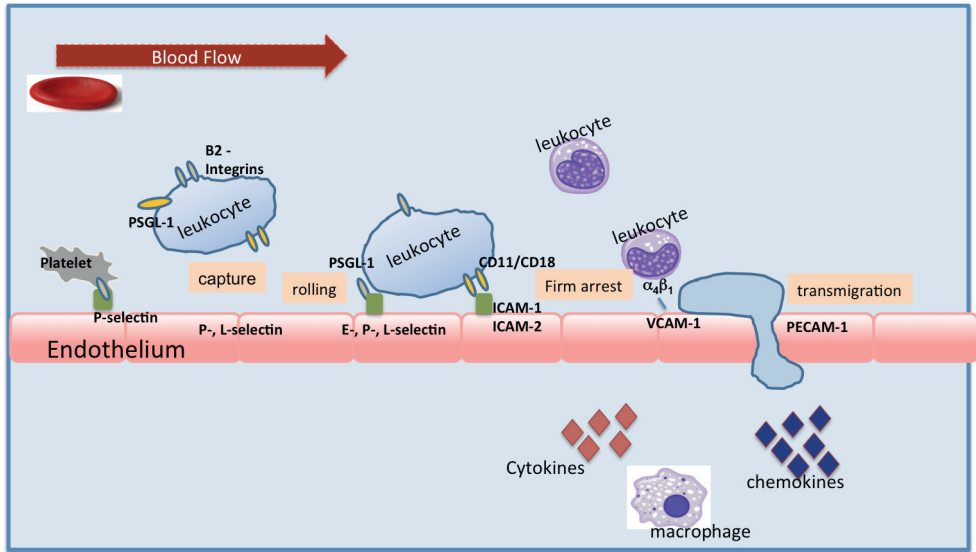 Blood Flow
B2 -
Integrins
PSGL-1
leukocyte
leukocyte
Platelet
capture
rolling
PSGL-1
leukocyte
CD11/CD18
Firm arrest
leukocyte
α4β1
transmigration
P-selectin
P-, L-selectin
E-, P-, L-selectin
ICAM-1
ICAM-2
VCAM-1
PECAM-1
Endothelium
Cytokines
chemokines
macrophage